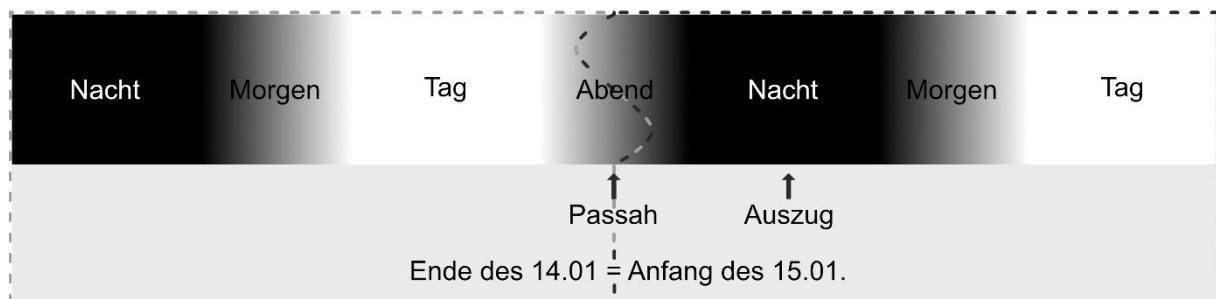 Nacht Morgen Tag Abend Nacht Morgen Tag
Passah Auszug
Ende des 14.01 = Anfang des 15.01.